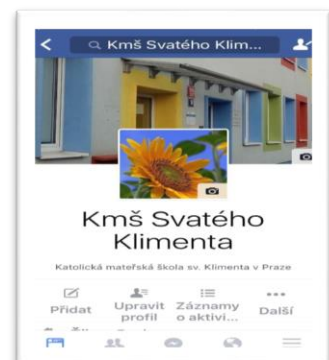 Kmš Svatého Klim...
Kmš Svatého
Klimenta
Katolická mateřská škola sv. Klimenta v Praze
Přidat
Upravit
profil
Záznamy
o aktivi...
Další